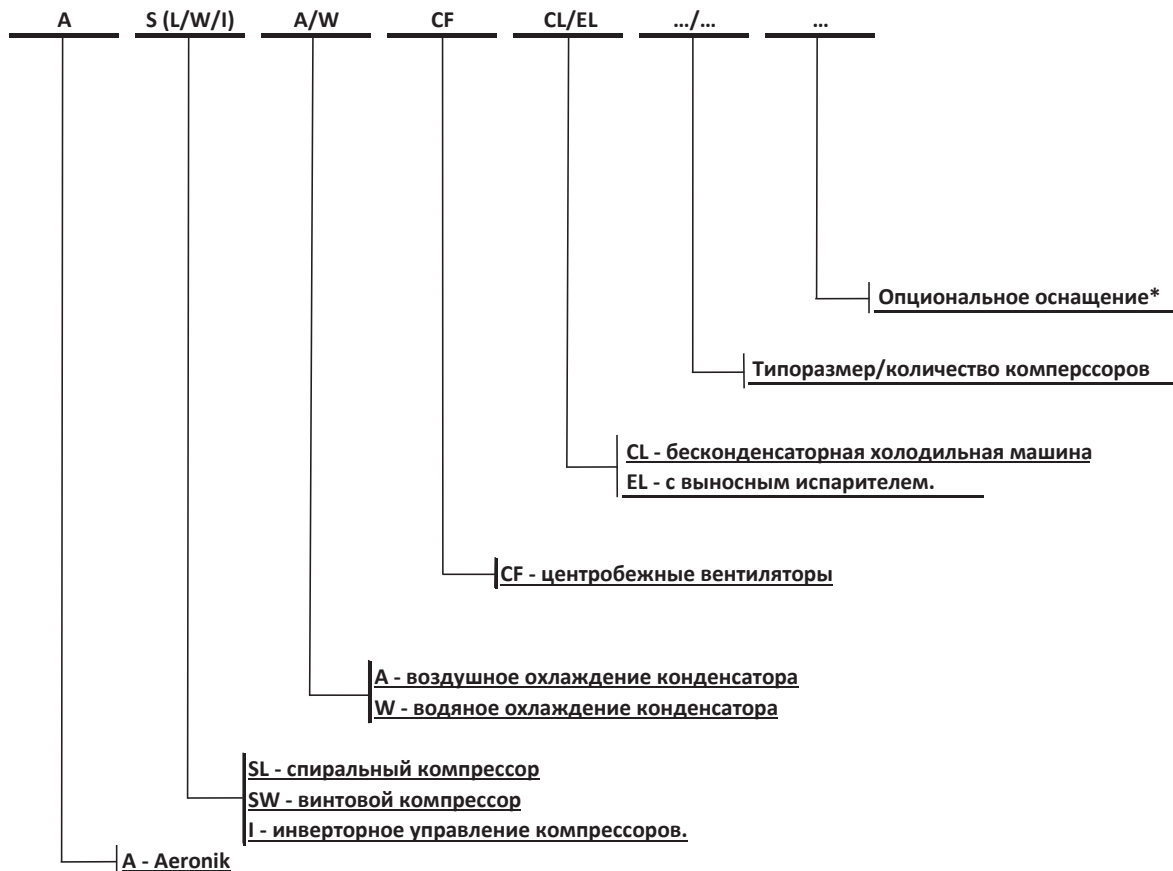 A S (L/W/I) A/W CF CL/EL .../... ...
Опциональное оснащение*
Типоразмер/количество комперссоров
CL - бесконденсаторная холодильная машина
EL - с выносным испарителем.
CF - центробежные вентиляторы
A - воздушное охлаждение конденсатора
W - водяное охлаждение конденсатора
SL - спиральный компрессор
SW - винтовой компрессор
I - инверторное управление компрессоров.
A - Aeronik